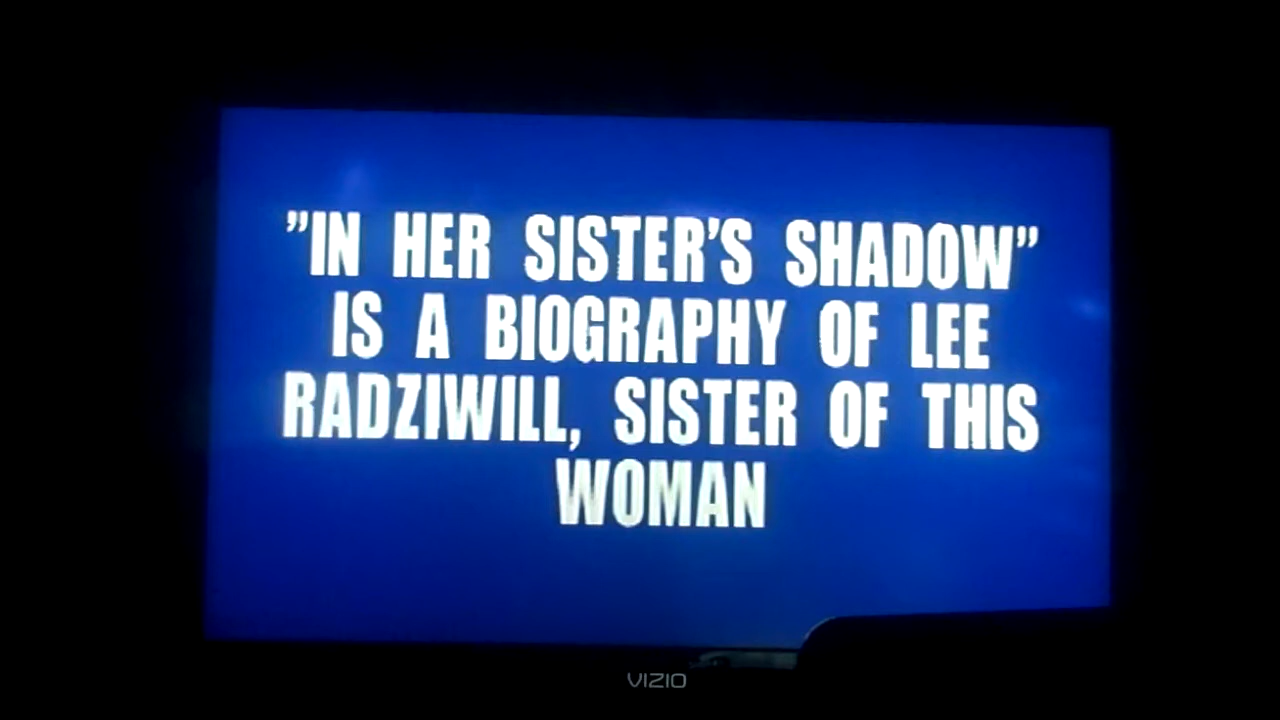 ”IN HER SISTER’S SHADOW”
IS A BIOGRAPHY OF LEE
RADZIWILL, SISTER OF THIS
WOMAN
VIZIO